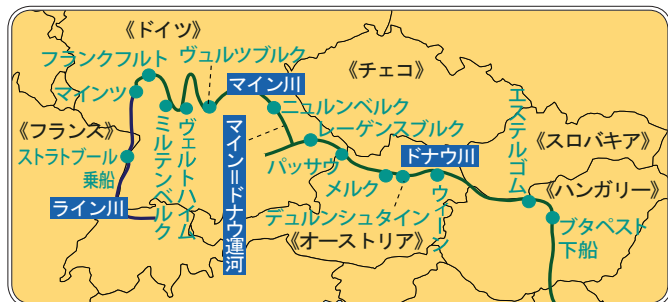 《ドイツ》
フランクフルト
ヴュルツブルク
マインツ
マイン川
《チェコ》
ニュルンベルク
《フランス》
ストラトブール
乗船
ミルテンベルク
ヴェルトハイム
マイン＝ドナウ運河
レーゲンスブルク
パッサウ
ドナウ川
エステルゴム
《スロバキア》
メルク
《ハンガリー》
ライン川
デュルンシュタイン
ウィーン
《オーストリア》
ブタペスト
下船